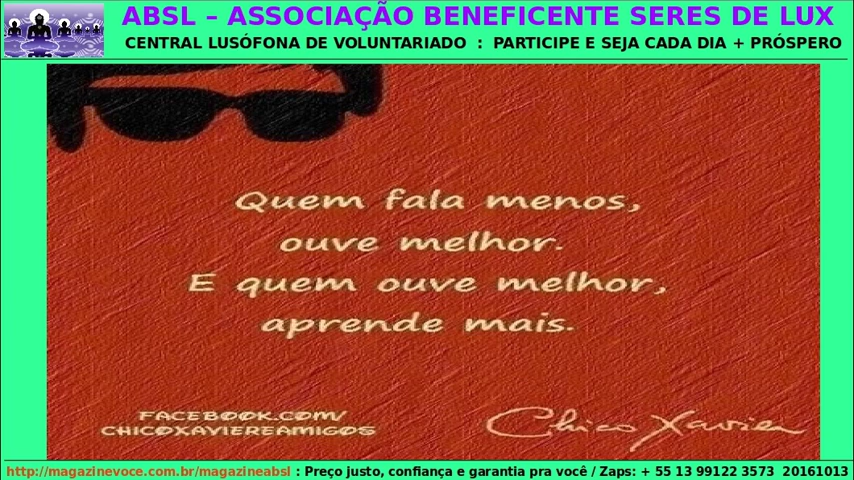 ABSL – ASSOCIAÇÃO BENEFICENTE SERES DE LUX
CENTRAL LUSÓFONA DE VOLUNTARIADO : PARTICIPE E SEJA CADA DIA + PRÓSPERO
Quem fala menos,
ouve melhor.
E quem ouve melhor,
aprende mais.
FACEBOOK.COM/
CHICOXAVIEREAMIGOS
Chico Xavier
http://magazinevoce.com.br/magazineabsl : Preço justo, confiança e garantia pra você / Zaps: + 55 13 99122 3573 20161013